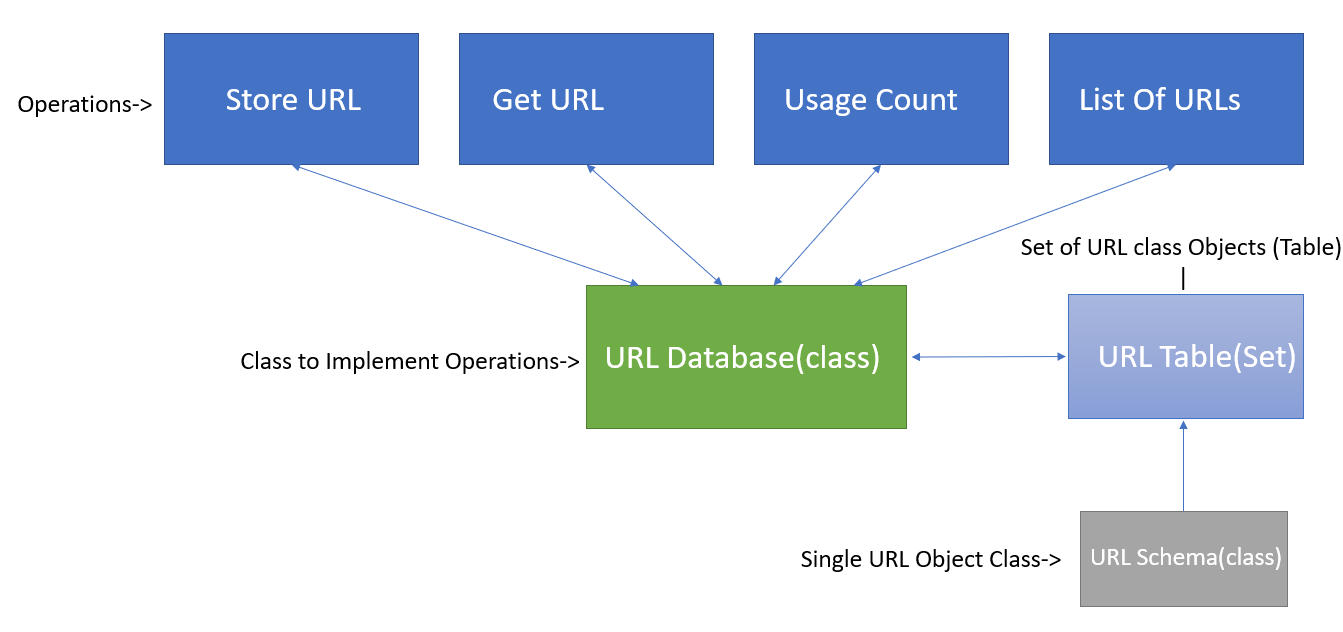 Operations->
Store URL
Get URL
Usage Count
List Of URLs
Set of URL class Objects (Table)
Class to Implement Operations->
URL Database(class)
URL Table(Set)
Single URL Object Class->
URL Schema(class)